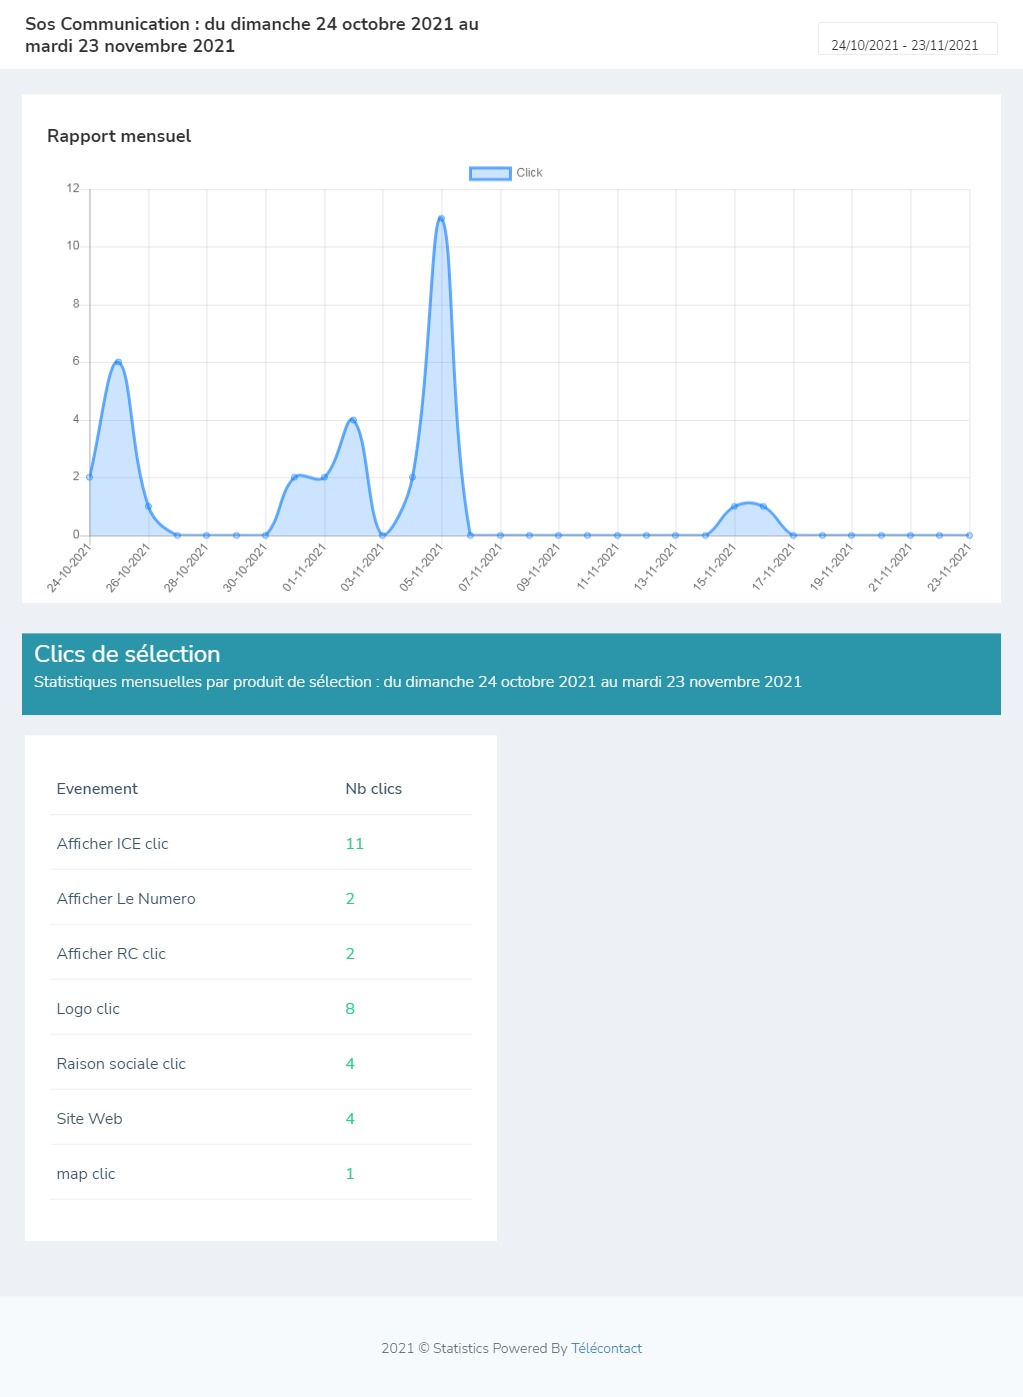 Sos Communication : du dimanche 24 octobre 2021 au
mardi 23 novembre 2021
24/10/2021 - 23/11/2021
Rapport mensuel
Click
12
10
8
6
4
2
0
24-10-2021
26-10-2021
28-10-2021
30-10-2021
01-11-2021
03-11-2021
05-11-2021
07-11-2021
09-11-2021
11-11-2021
13-11-2021
15-11-2021
17-11-2021
19-11-2021
21-11-2021
23-11-2021
Clics de sélection
Statistiques mensuelles par produit de sélection : du dimanche 24 octobre 2021 au mardi 23 novembre 2021
Evenement Nb clics
Afficher ICE clic 11
Afficher Le Numero 2
Afficher RC clic 2
Logo clic 8
Raison sociale clic 4
Site Web 4
map clic 1
2021 © Statistics Powered By Télécontact